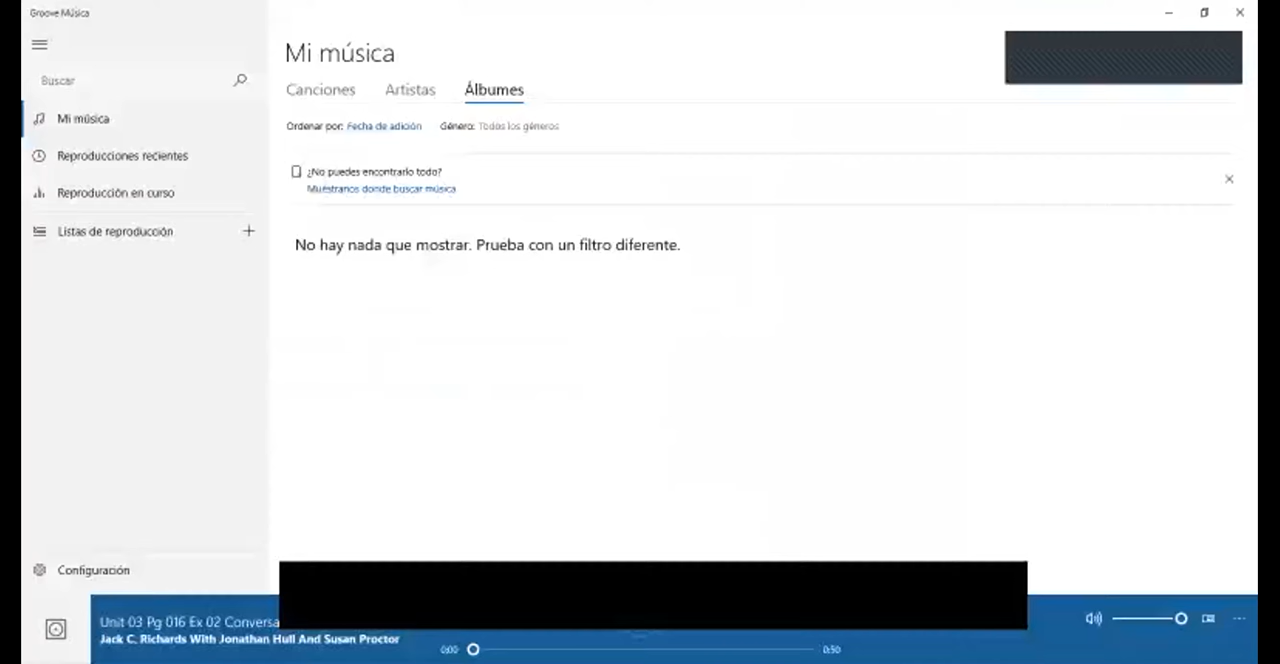 Groove Música
Mi música
Buscar
Canciones Artistas Álbumes
Mi música
Ordenar por: Fecha de adición Género: Todos los géneros
Reproducciones recientes
¿No puedes encontrarlo todo?
Muéstranos donde buscar música
Reproducción en curso
Listas de reproducción
No hay nada que mostrar. Prueba con un filtro diferente.
Configuración
Unit 03 Pg 016 Ex 02 Conversa
Jack C. Richards With Jonathan Hull And Susan Proctor
0:00 0:50